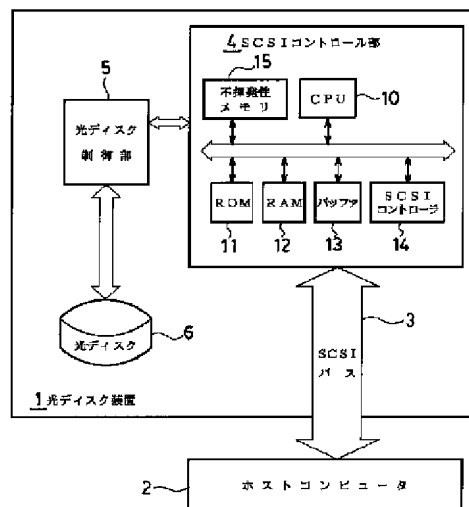 4 SCSIコントロール部
15
不揮発性
メモリ
CPU
10
5
光ディスク
制御部
ROM
11
RAM
12
バッファ
13
SCSI
コントローラ
14
光ディスク
6
3
SCSI
バス
1 光ディスク装置
2
ホストコンピュータ